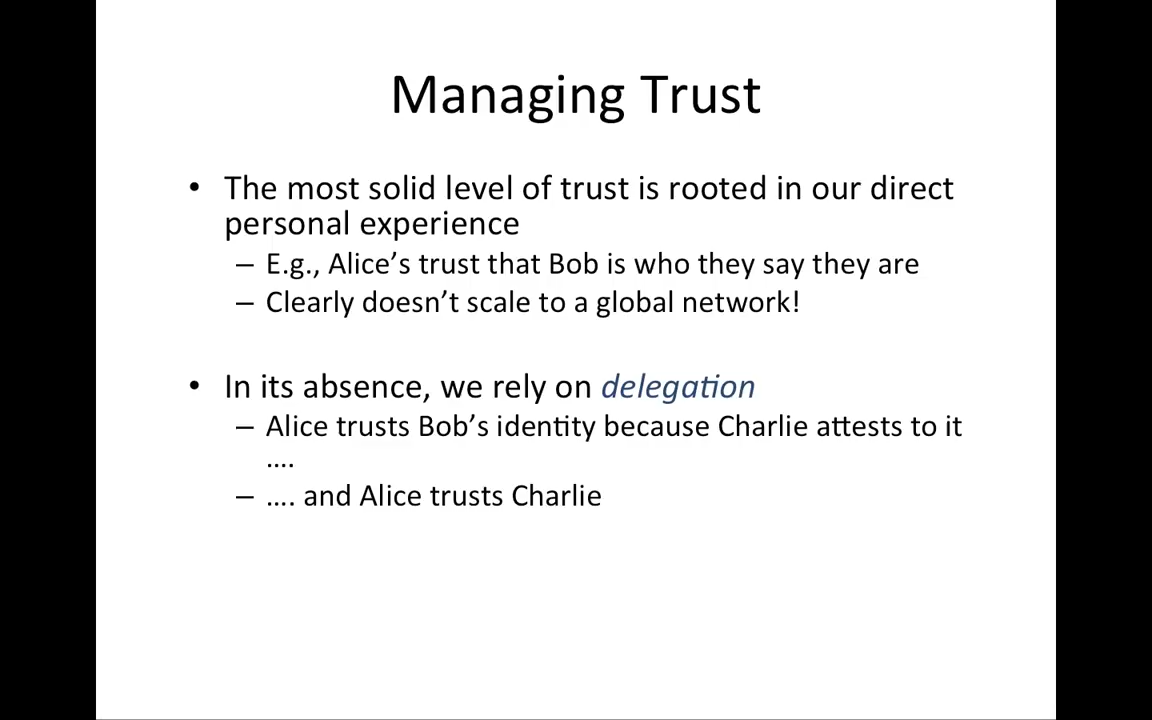 Managing Trust
• The most solid level of trust is rooted in our direct
personal experience
– E.g., Alice’s trust that Bob is who they say they are
– Clearly doesn’t scale to a global network!
• In its absence, we rely on delegation
– Alice trusts Bob’s identity because Charlie attests to it
....
– .... and Alice trusts Charlie